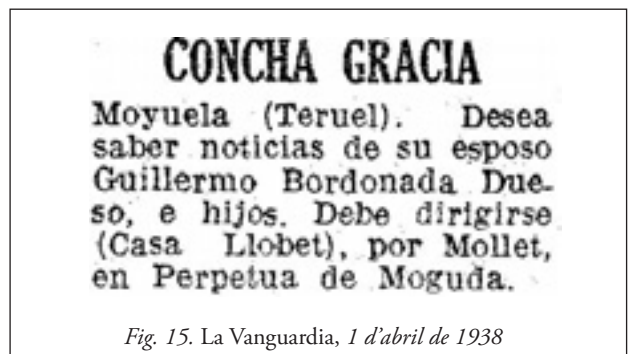 CONCHA GRACIA
Moyuela (Teruel). Desea
saber noticias de su esposo
Guillermo Bordonada Due-
so, e hijos. Debe dirigirse
(Casa Llobet), por Mollet,
en Perpetua de Moguda.
Fig. 15. La Vanguardia, 1 d'abril de 1938